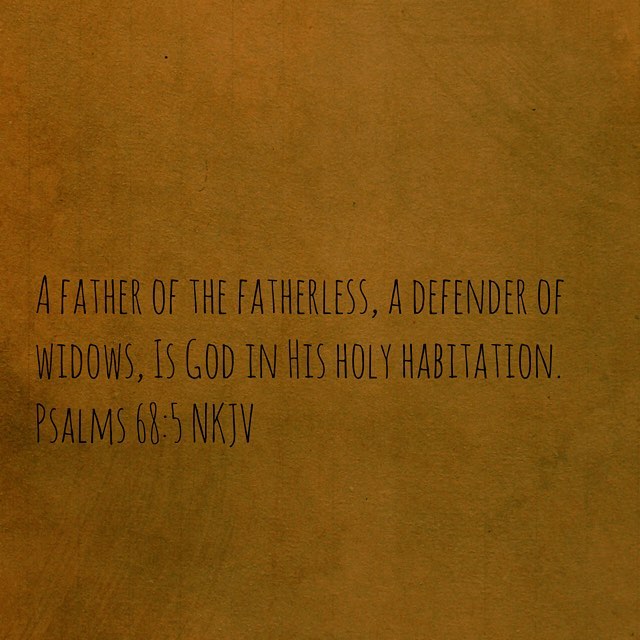 A father of the fatherless, a defender of
widows, Is God in His holy habitation.
Psalms 68:5 NKJV